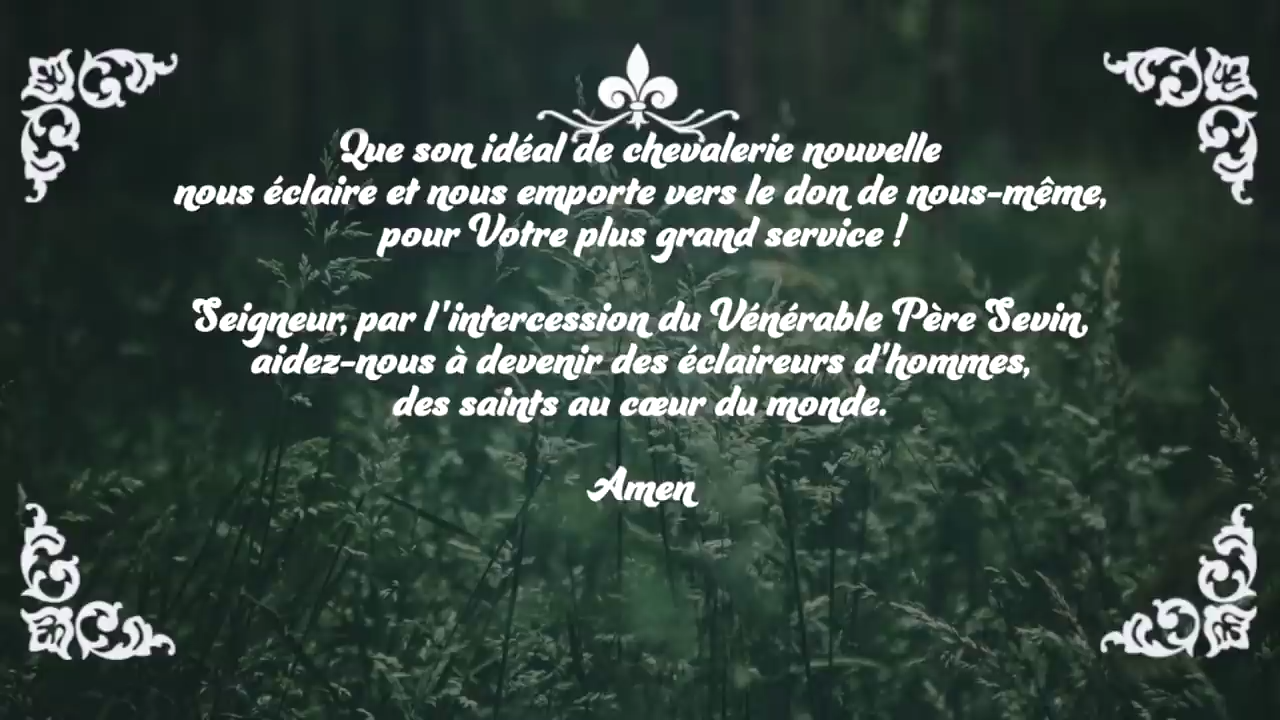 Que son idéal de chevalerie nouvelle
nous éclaire et nous emporte vers le don de nous-même,
pour Votre plus grand service !
Seigneur, par l'intercession du Vénérable Père Sevin,
aidez-nous à devenir des éclaireurs d'hommes,
des saints au cœur du monde.
Amen